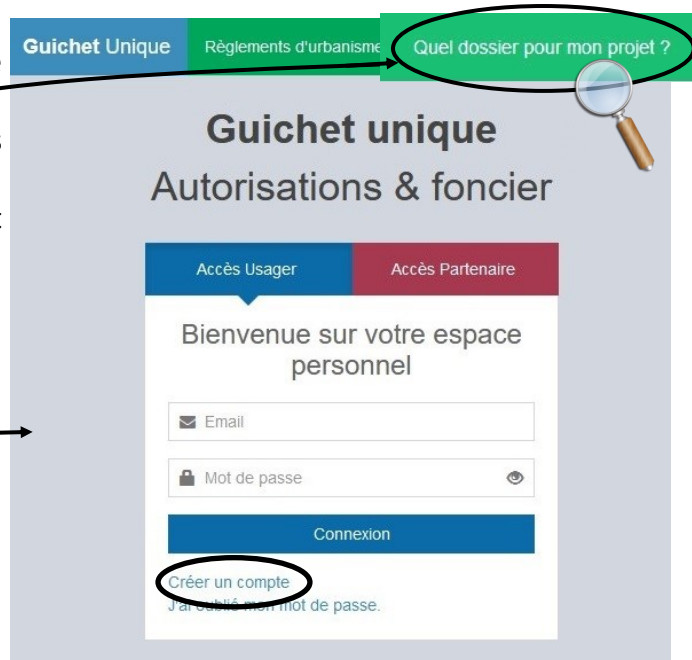 Guichet Unique Règlements d'urbanisme Quel dossier pour mon projet ?
Guichet unique
Autorisations & foncier
Accès Usager Accès Partenaire
Bienvenue sur votre espace
personnel
Email
Mot de passe
Connexion
Créer un compte
J'ai oublié mon mot de passe.